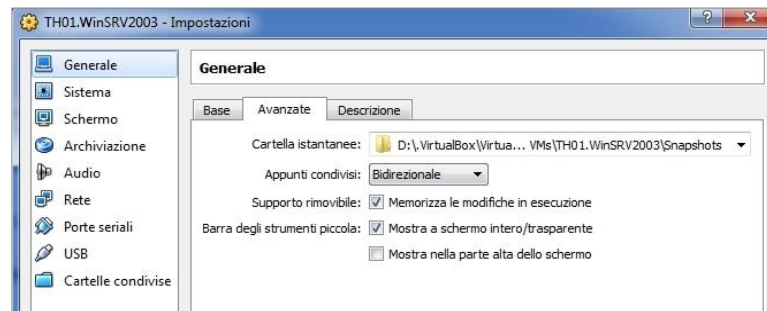 TH01.WinSRV2003 - Impostazioni
Generale
Sistema
Schermo
Archiviazione
Audio
Rete
Porte seriali
USB
Cartelle condivise
Generale
Base Avanzate Descrizione
Cartella istantanee: D:\.VirtualBox\Virtua... VMs\TH01.WinSRV2003\Snapshots
Appunti condivisi: Bidirezionale
Supporto rimovibile: Memorizza le modifiche in esecuzione
Barra degli strumenti piccola: Mostra a schermo intero/trasparente
Mostra nella parte alta dello schermo